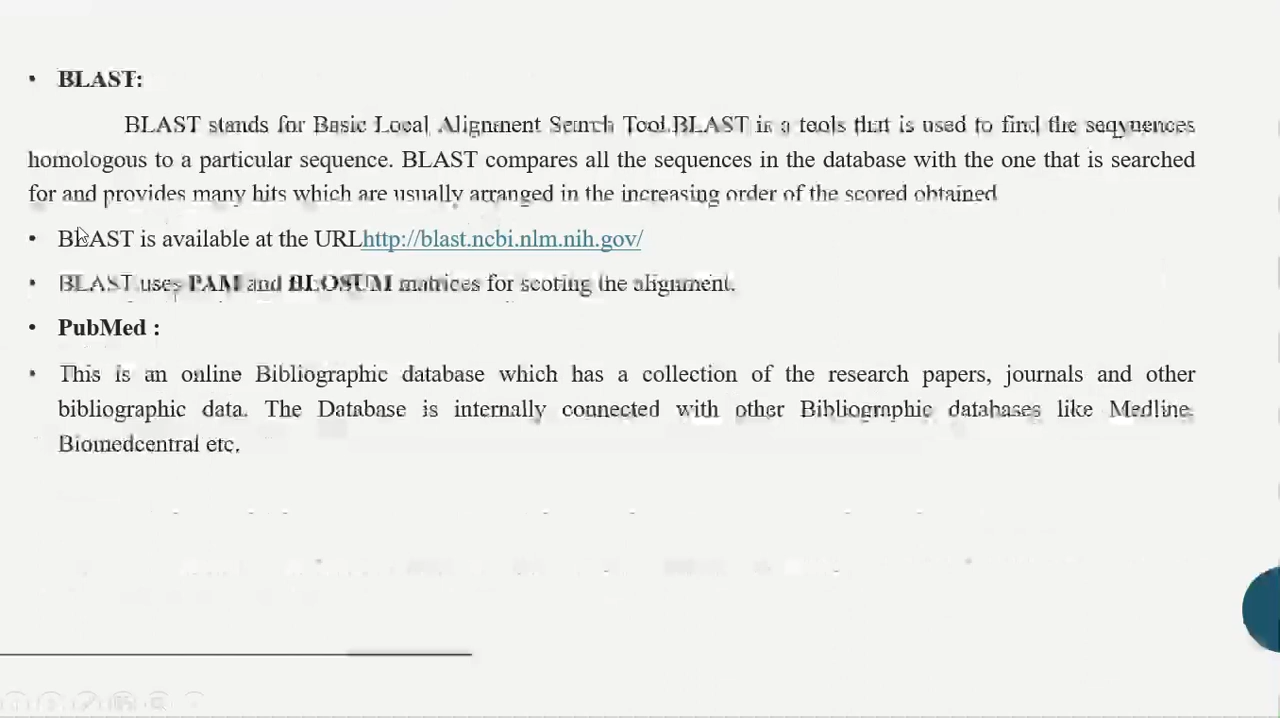 • BLAST:
BLAST stands for Basic Local Alignment Search Tool.BLAST is a tools that is used to find the seqyuences
homologous to a particular sequence. BLAST compares all the sequences in the database with the one that is searched
for and provides many hits which are usually arranged in the increasing order of the scored obtained
• BLAST is available at the URLhttp://blast.ncbi.nlm.nih.gov/
• BLAST uses PAM and BLOSUM matrices for scoting the alignment.
• PubMed :
• This is an online Bibliographic database which has a collection of the research papers, journals and other
bibliographic data. The Database is internally connected with other Bibliographic databases like Medline,
Biomedcentral etc.